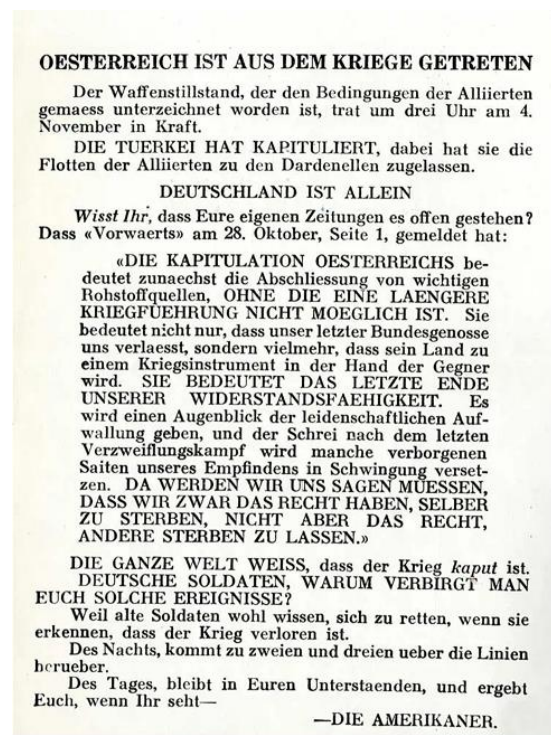 OESTERREICH IST AUS DEM KRIEGE GETRETEN
Der Waffenstillstand, der den Bedingungen der Alliierten
gemaess unterzeichnet worden ist, trat um drei Uhr am 4.
November in Kraft.
DIE TUERKEI HAT KAPITULIERT, dabei hat sie die
Flotten der Alliierten zu den Dardenellen zugelassen.
DEUTSCHLAND IST ALLEIN
Wisst Ihr, dass Eure eigenen Zeitungen es offen gestehen?
Dass «Vorwaerts» am 28. Oktober, Seite 1, gemeldet hat:
«DIE KAPITULATION OESTERREICHS be-
deutet zunaechst die Abschliessung von wichtigen
Rohstoffquellen, OHNE DIE EINE LAENGERE
KRIEGFUEHRUNG NICHT MOEGLICH IST. Sie
bedeutet nicht nur, dass unser letzter Bundesgenosse
uns verlaesst, sondern vielmehr, dass sein Land zu
einem Kriegsinstrument in der Hand der Gegner
wird. SIE BEDEUTET DAS LETZTE ENDE
UNSERER WIDERSTANDSFAEHIGKEIT. Es
wird einen Augenblick der leidenschaftlichen Auf-
wallung geben, und der Schrei nach dem letzten
Verzweiflungskampf wird manche verborgenen
Saiten unseres Empfindens in Schwingung verset-
zen. DA WERDEN WIR UNS SAGEN MUESSEN,
DASS WIR ZWAR DAS RECHT HABEN, SELBER
ZU STERBEN, NICHT ABER DAS RECHT,
ANDERE STERBEN ZU LASSEN.»
DIE GANZE WELT WEISS, dass der Krieg kaput ist.
DEUTSCHE SOLDATEN, WARUM VERBIRGT MAN
EUCH SOLCHE EREIGNISSE?
Weil alte Soldaten wohl wissen, sich zu retten, wenn sie
erkennen, dass der Krieg verloren ist.
Des Nachts, kommt zu zweien und dreien ueber die Linien
herueber.
Des Tages, bleibt in Euren Unterstaenden, und ergebt
Euch, wenn Ihr seht—
—DIE AMERIKANER.